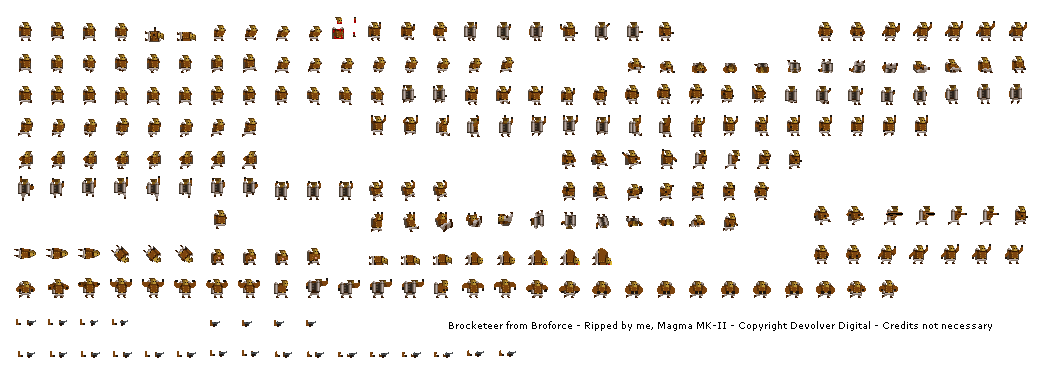 Brocketeer from Broforce - Ripped by me, Magma MK-II - Copyright Devolver Digital - Credits not necessary